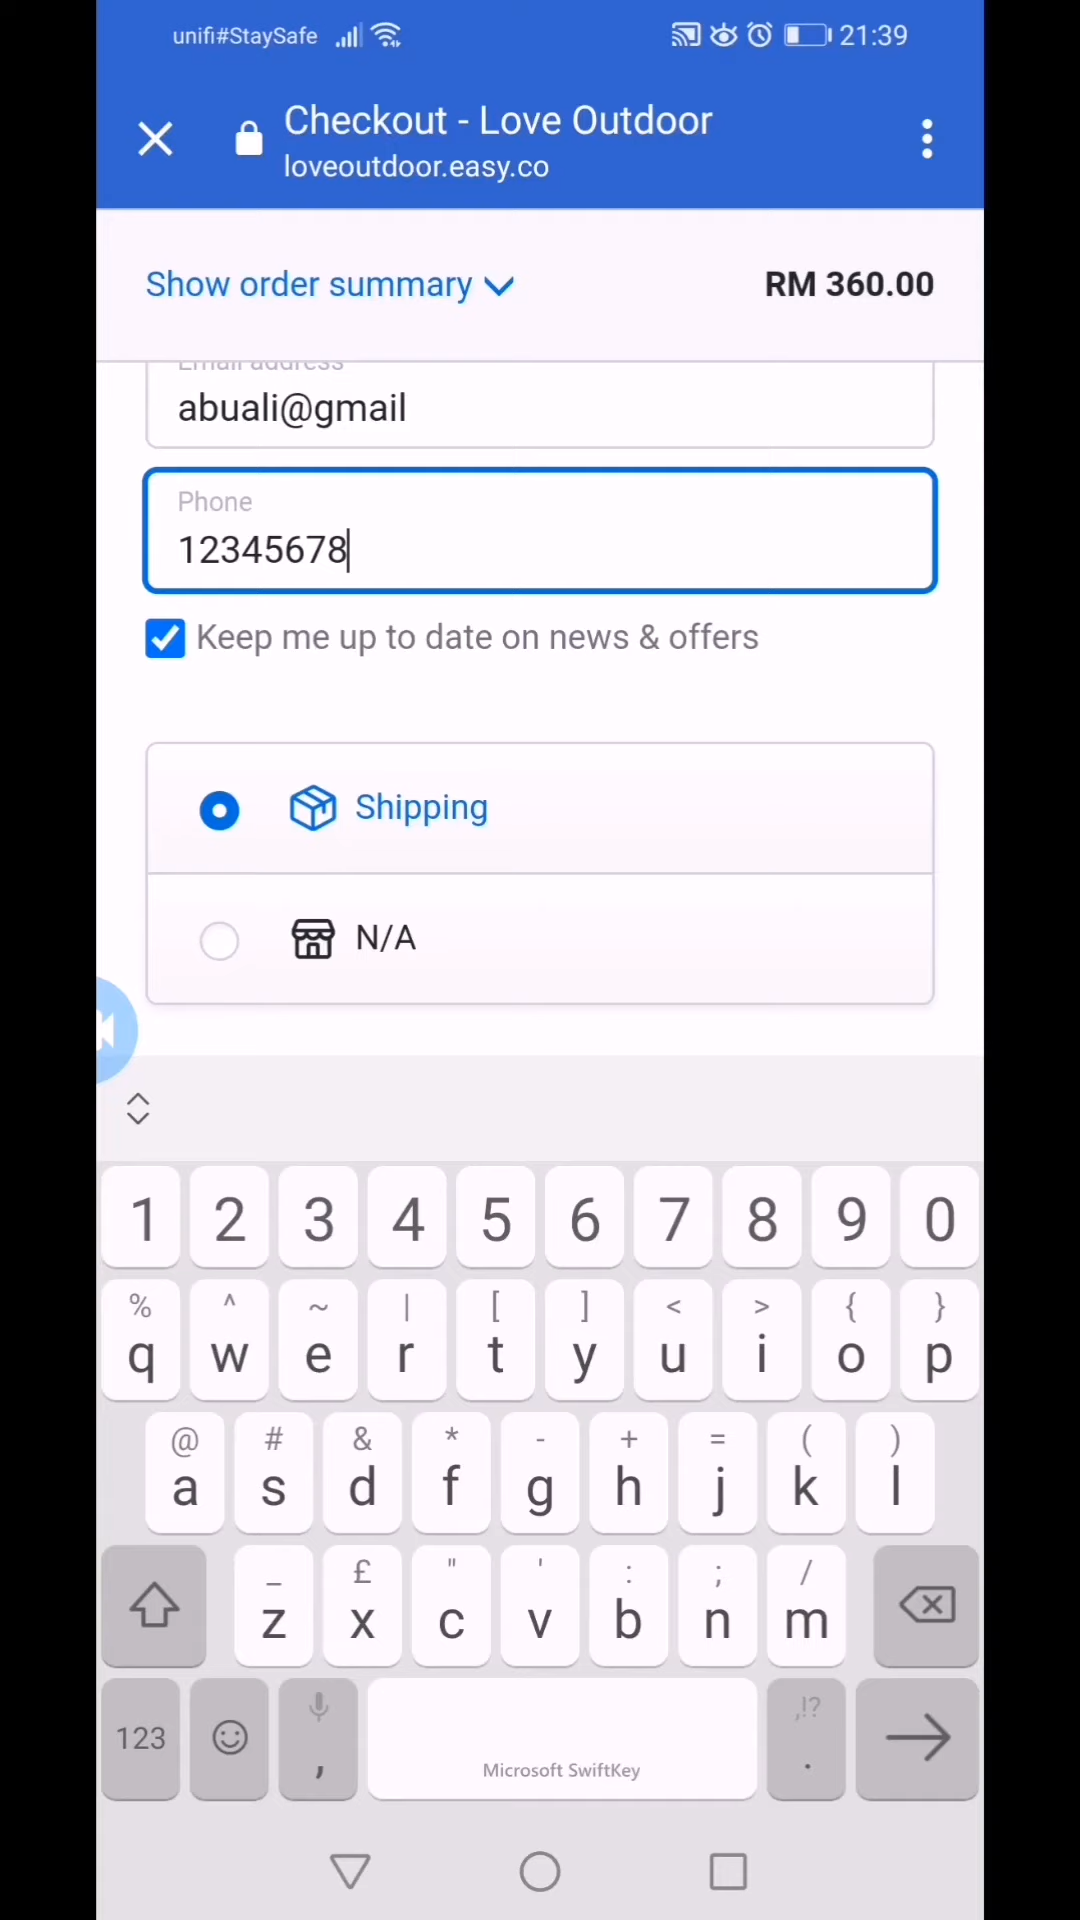 unifi#StaySafe 21:39
Checkout - Love Outdoor
loveoutdoor.easy.co
Show order summary RM 360.00
Email address
abuali@gmail
Phone
12345678
Keep me up to date on news & offers
Shipping
N/A
1 2 3 4 5 6 7 8 9 0
% ^ ~ | [ ] < > { }
q w e r t y u i o p
@ # & * - + = ( )
a s d f g h j k l
_ £ " ' : ; /
z x c v b n m
,!?
123 , .
Microsoft SwiftKey